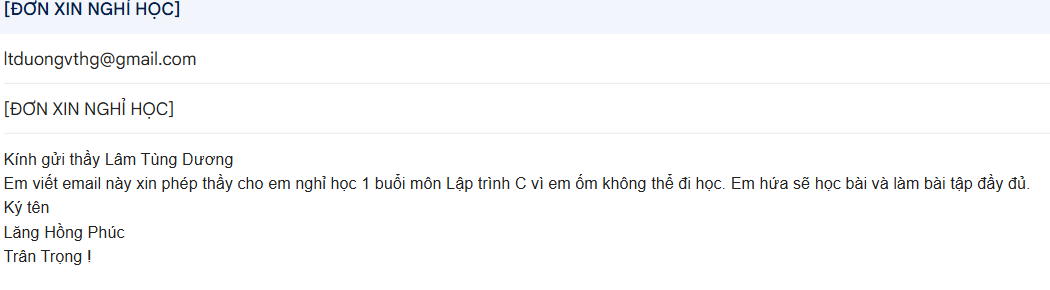 [ĐƠN XIN NGHỈ HỌC]
ltduongvthg@gmail.com
[ĐƠN XIN NGHỈ HỌC]
Kính gửi thầy Lâm Tùng Dương
Em viết email này xin phép thầy cho em nghỉ học 1 buổi môn Lập trình C vì em ốm không thể đi học. Em hứa sẽ học bài và làm bài tập đầy đủ.
Ký tên
Lăng Hồng Phúc
Trân Trọng !